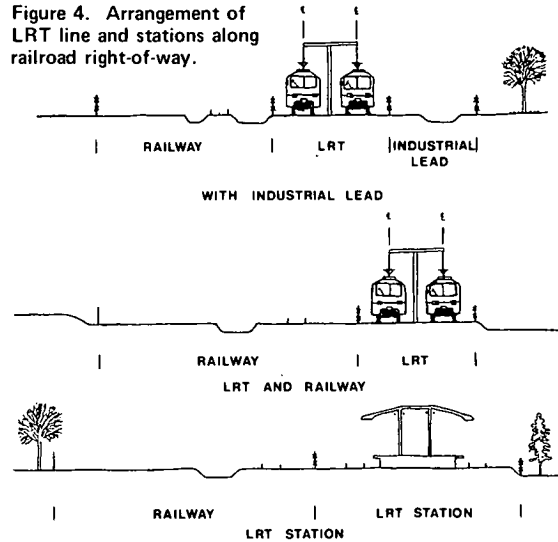 Figure 4. Arrangement of
LRT line and stations along
railroad right-of-way.
℄ ℄
RAILWAY LRT INDUSTRIAL
LEAD
WITH INDUSTRIAL LEAD
℄ ℄
RAILWAY LRT
LRT AND RAILWAY
RAILWAY LRT STATION
LRT STATION